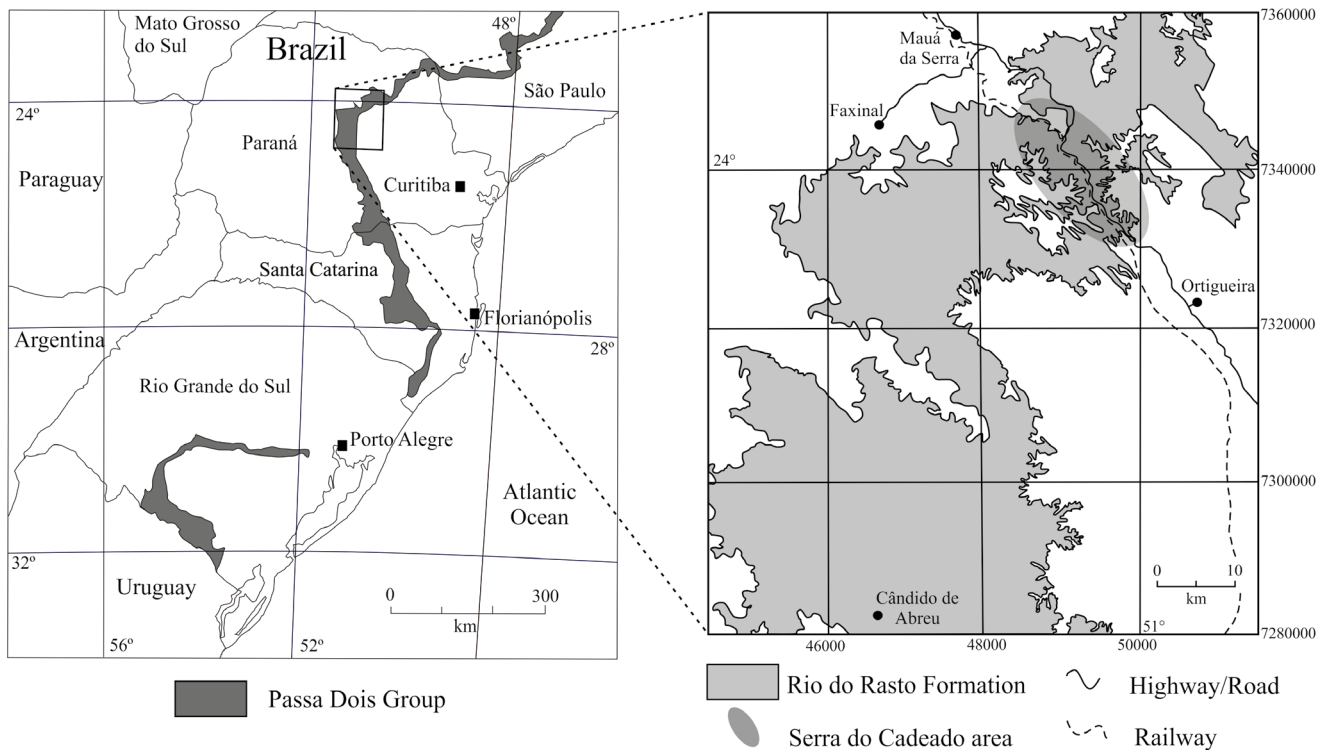 48º
Mato Grosso
do Sul
Brazil
São Paulo
24º
Paraná
Paraguay
Curitiba
Santa Catarina
Florianópolis
Argentina
28º
Rio Grande do Sul
Porto Alegre
Atlantic
Ocean
32º
Uruguay
0 300
km
56º
52º
Passa Dois Group
7360000
Mauá
da Serra
Faxinal
24°
7340000
Ortigueira
7320000
7300000
0 10
km
Cândido de
Abreu
51°
7280000
46000
48000
50000
Rio do Rasto Formation
Highway/Road
Serra do Cadeado area
Railway